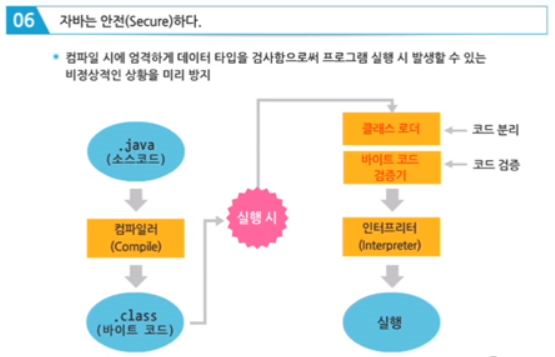 06 자바는 안전(Secure)하다.
컴파일 시에 엄격하게 데이터 타입을 검사함으로써 프로그램 실행 시 발생할 수 있는
비정상적인 상황을 미리 방지
.java
(소스코드)
컴파일러
(Compile)
.class
(바이트 코드)
실행 시
클래스 로더
코드 분리
바이트 코드
검증기
코드 검증
인터프리터
(Interpreter)
실행